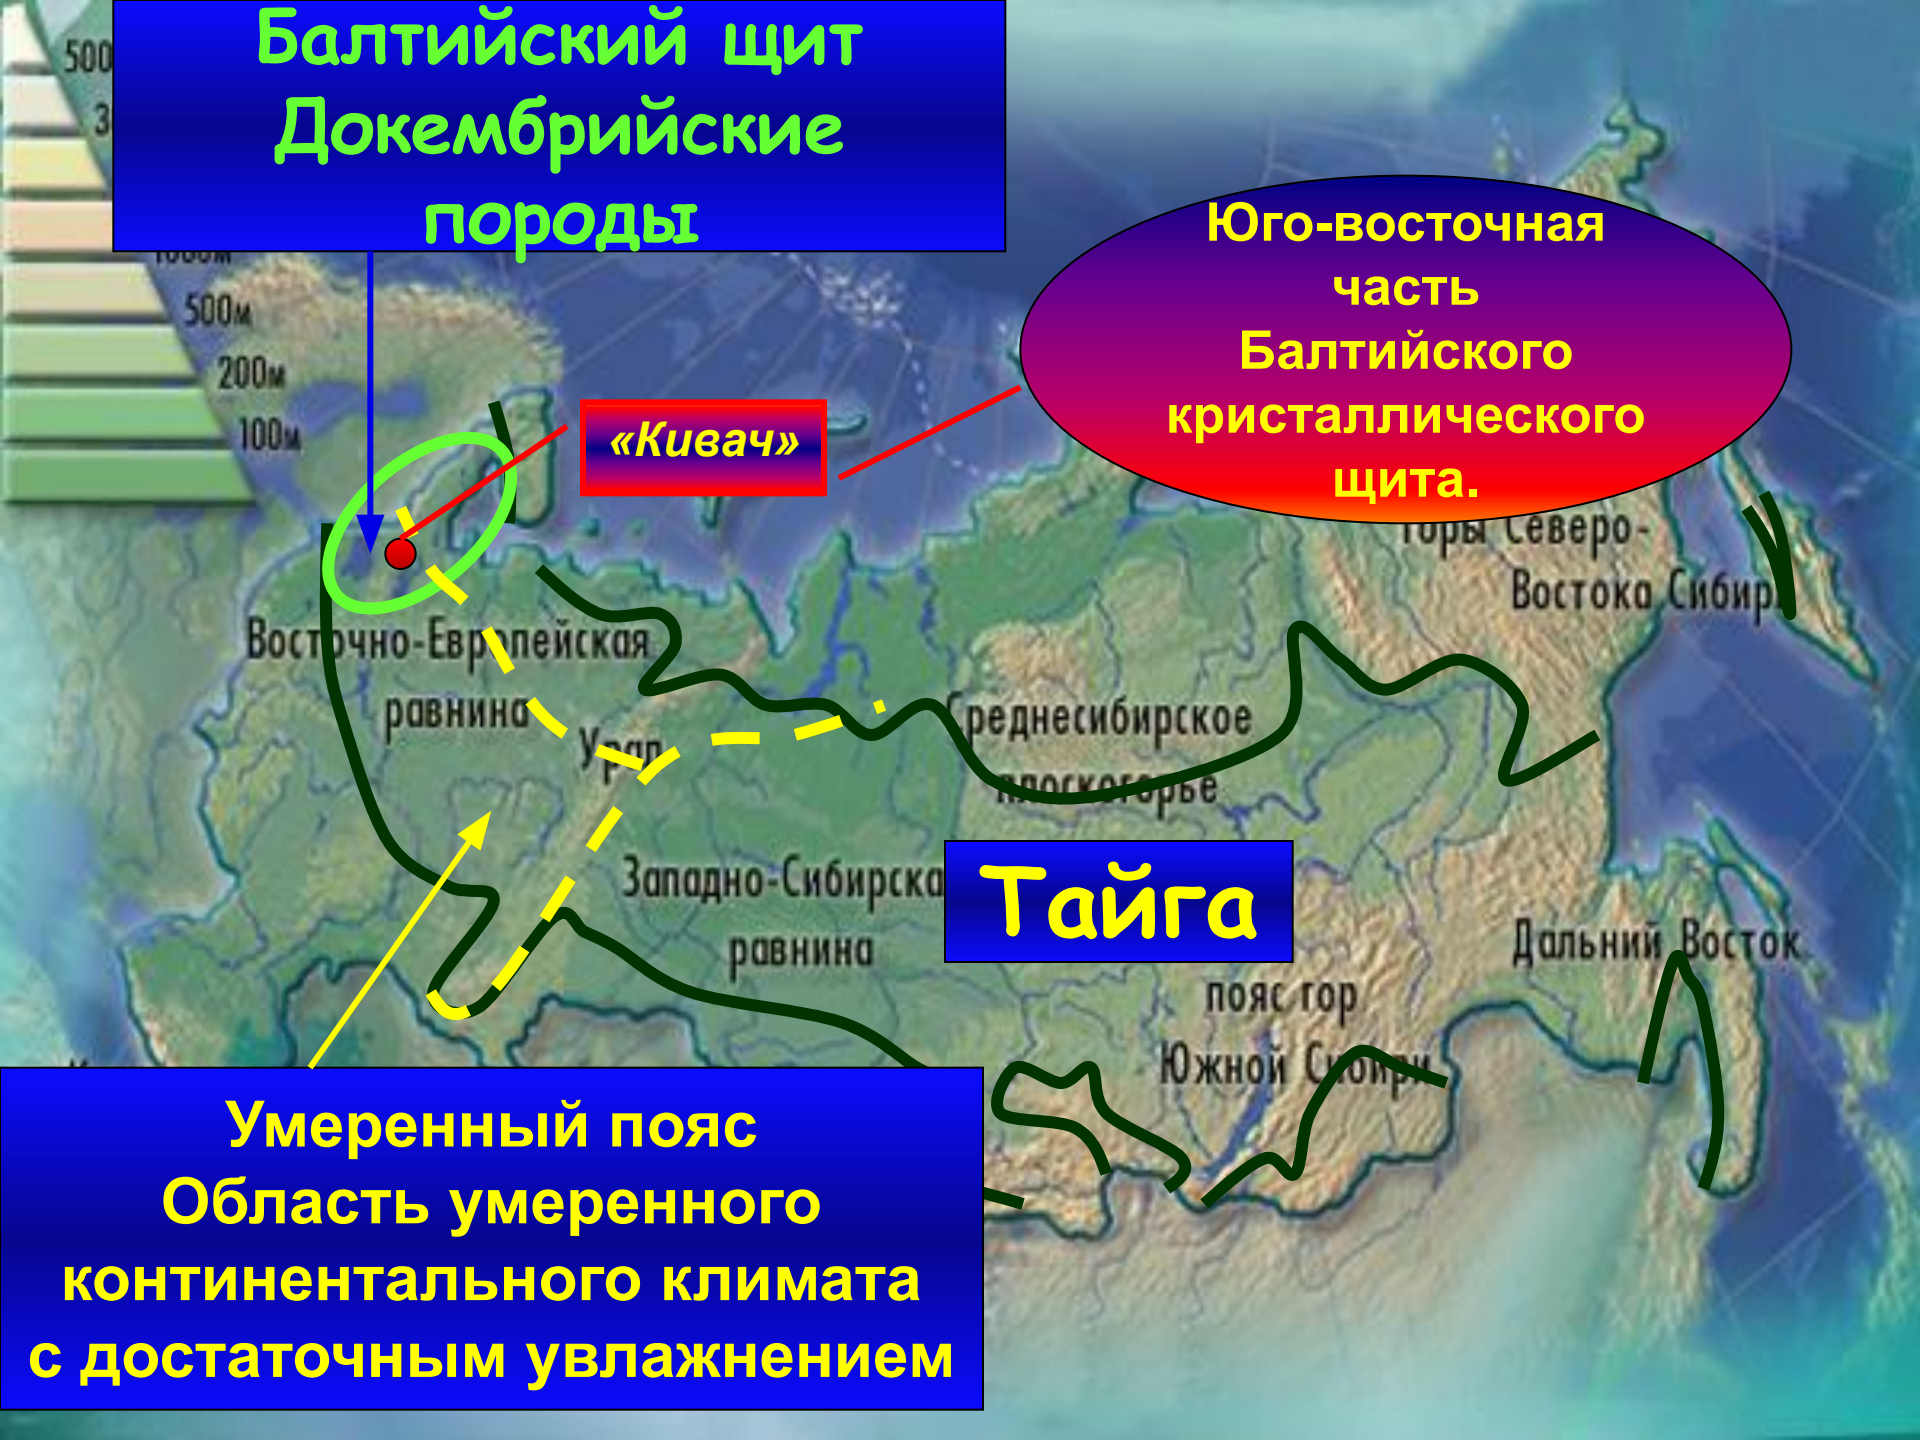 Балтийский щит
Докембрийские
породы
500м
200м
100м
Юго-восточная
часть
Балтийского
кристаллического
щита.
«Кивач»
Горы Северо-
Востока Сибири
Восточно-Европейская
равнина
Урал
Среднесибирское
плоскогорье
Западно-Сибирска
равнина
Тайга
Дальний Восток
пояс гор
Южной Сибири
Умеренный пояс
Область умеренного
континентального климата
с достаточным увлажнением